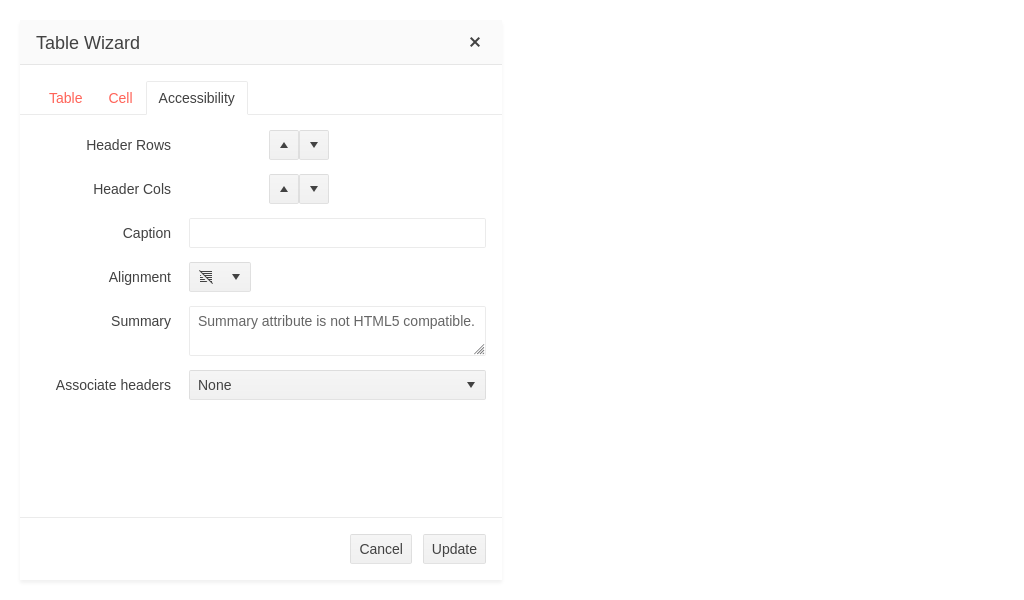 Table Wizard
Table Cell Accessibility
Header Rows
Header Cols
Caption
Alignment
Summary Summary attribute is not HTML5 compatible.
Associate headers None
Cancel Update